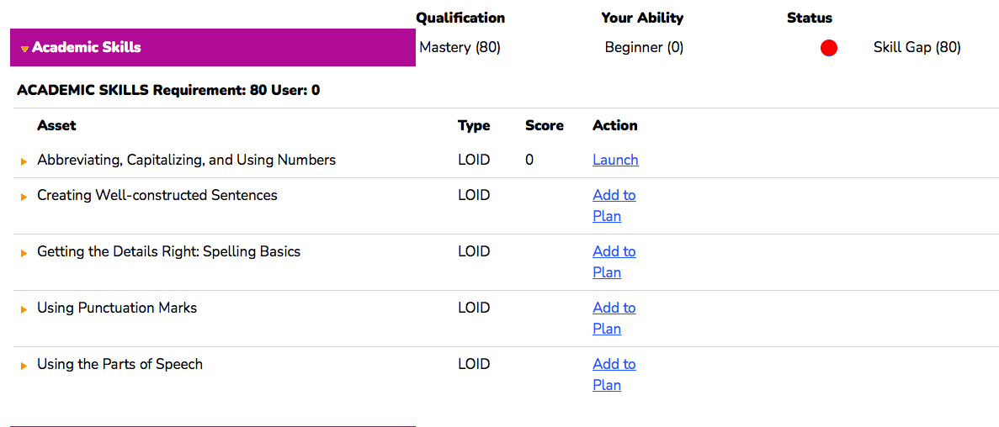 Qualification Your Ability Status
Academic Skills Mastery (80) Beginner (0) Skill Gap (80)
ACADEMIC SKILLS Requirement: 80 User: 0
Asset Type Score Action
Abbreviating, Capitalizing, and Using Numbers LOID 0 Launch
Creating Well-constructed Sentences LOID Add to
Plan
Getting the Details Right: Spelling Basics LOID Add to
Plan
Using Punctuation Marks LOID Add to
Plan
Using the Parts of Speech LOID Add to
Plan